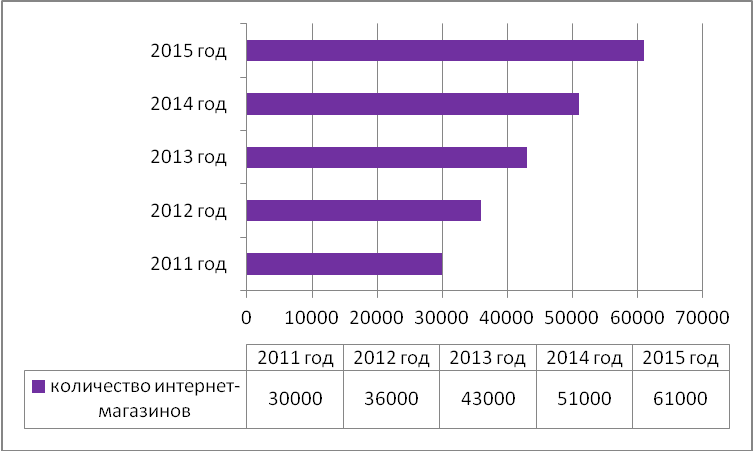 2015 год
2014 год
2013 год
2012 год
2011 год
0 10000 20000 30000 40000 50000 60000 70000
2011 год 2012 год 2013 год 2014 год 2015 год
количество интернет-
магазинов
30000 36000 43000 51000 61000